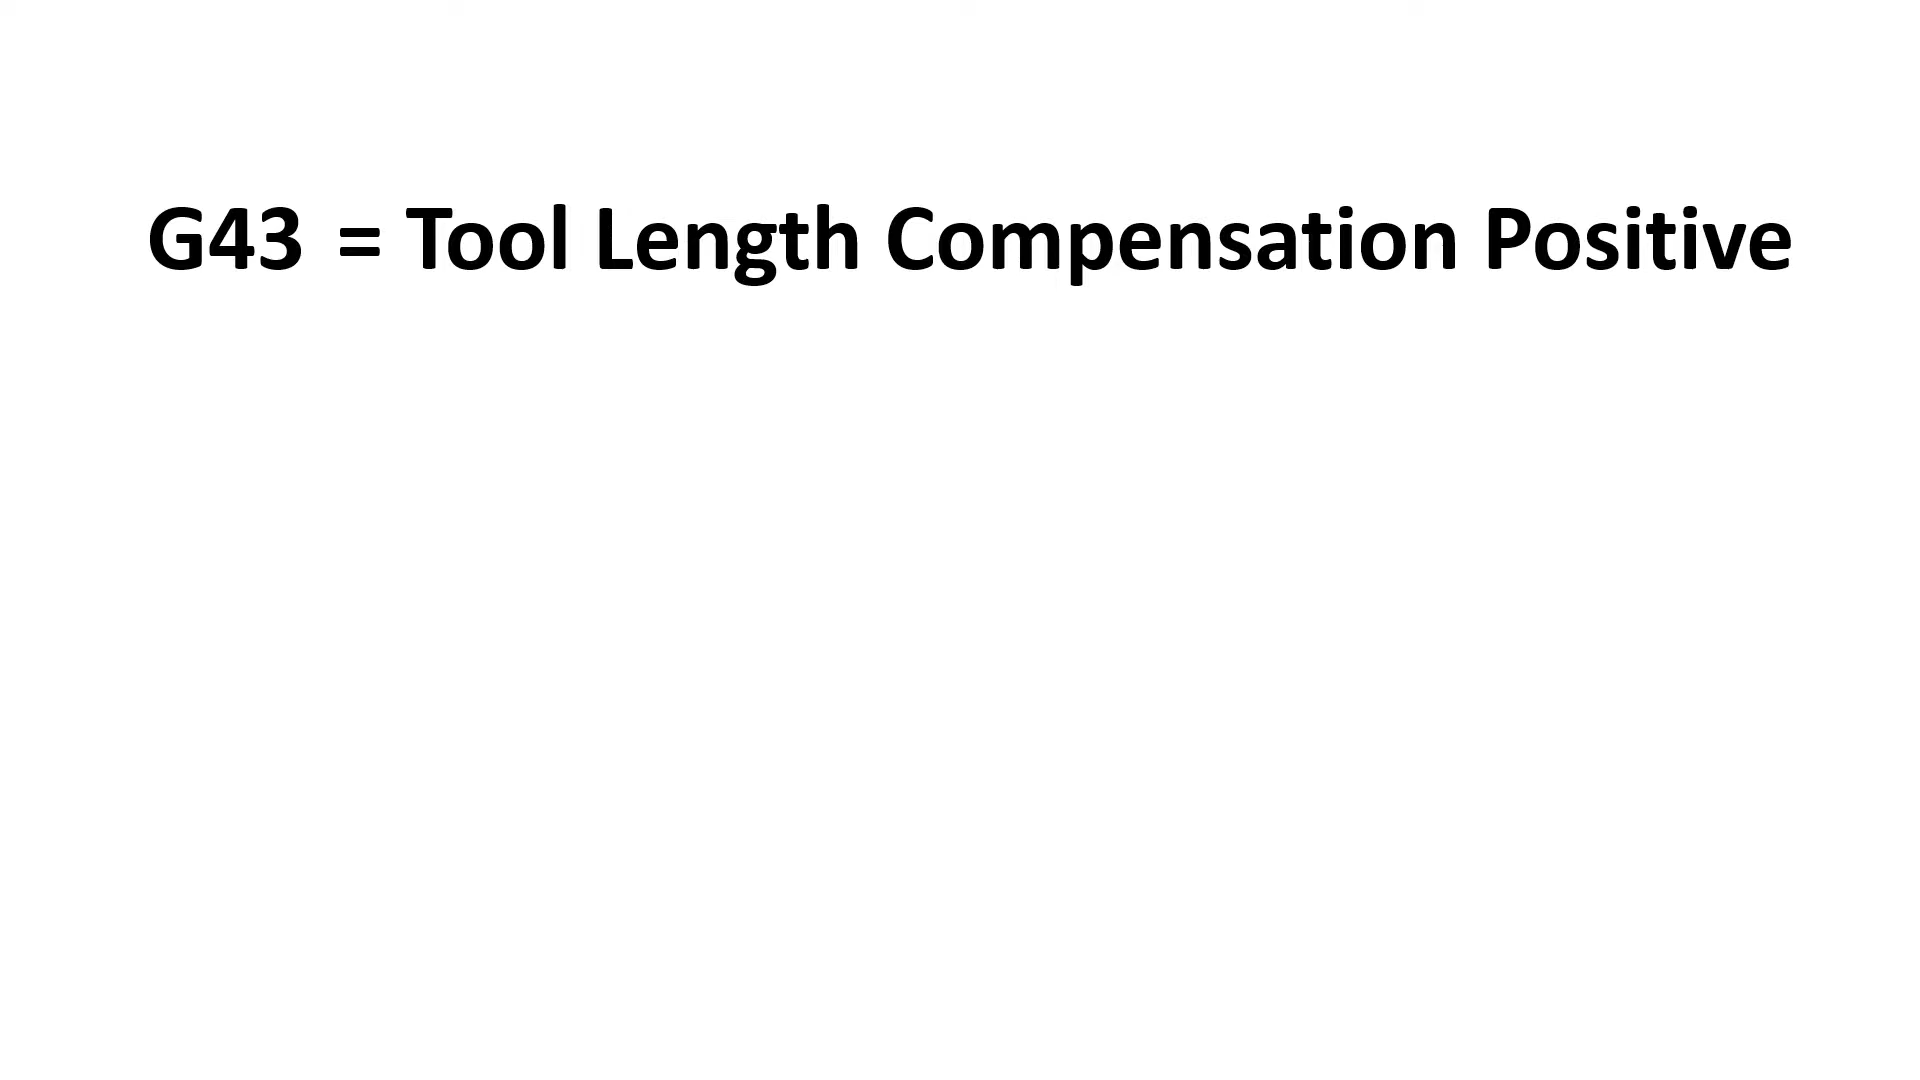 G43 = Tool Length Compensation Positive